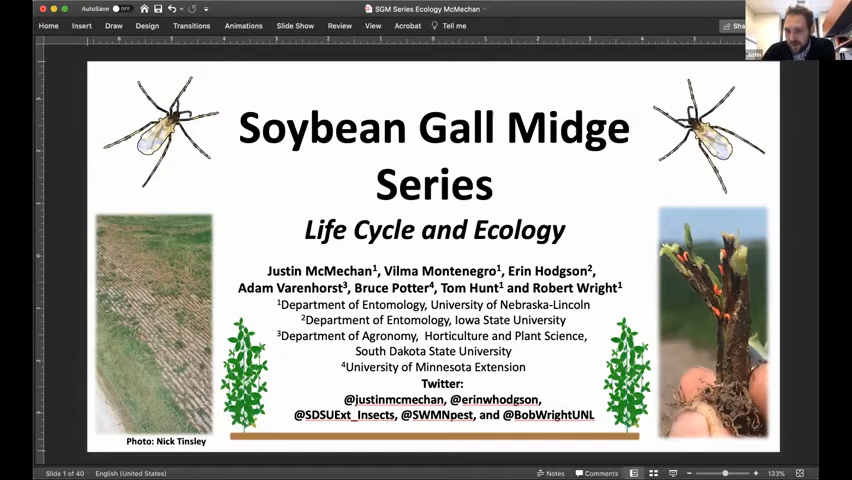 AutoSave OFF
SGM Series Ecology McMechan
Home Insert Draw Design Transitions Animations Slide Show Review View Acrobat Tell me
Justin
Soybean Gall Midge
Series
Life Cycle and Ecology
Justin McMechan1, Vilma Montenegro1, Erin Hodgson2,
Adam Varenhorst3, Bruce Potter4, Tom Hunt1 and Robert Wright1
1Department of Entomology, University of Nebraska-Lincoln
2Department of Entomology, Iowa State University
3Department of Agronomy, Horticulture and Plant Science,
South Dakota State University
4University of Minnesota Extension
Twitter:
@justinmcmechan, @erinwhodgson,
@SDSUExt_Insects, @SWMNpest, and @BobWrightUNL
Photo: Nick Tinsley
Slide 1 of 40 English (United States) Notes Comments 133%